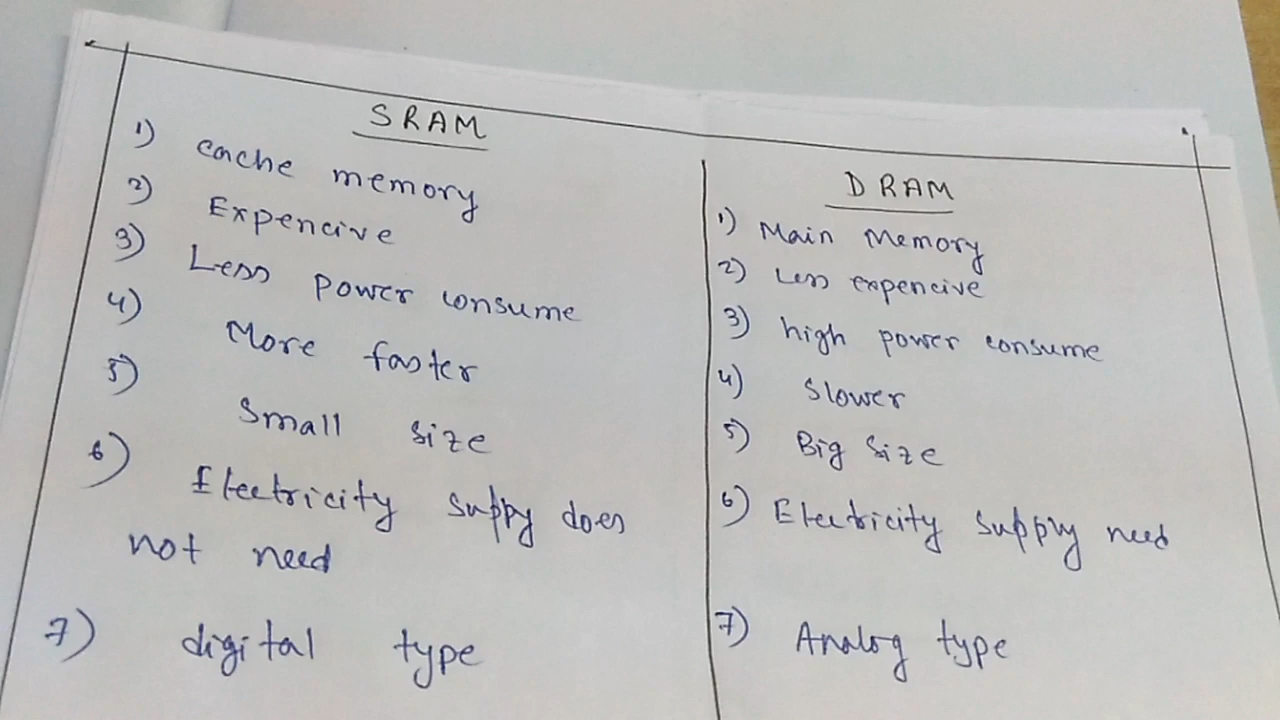 SRAM
1) cache memory
2) Expencive
3) Less power consume
4) More faster
5) Small size
6) Electricity supply does
not need
7) digital type
DRAM
1) Main Memory
2) Less expencive
3) high power consume
4) Slower
5) Big Size
6) Electricity supply need
7) Analog type